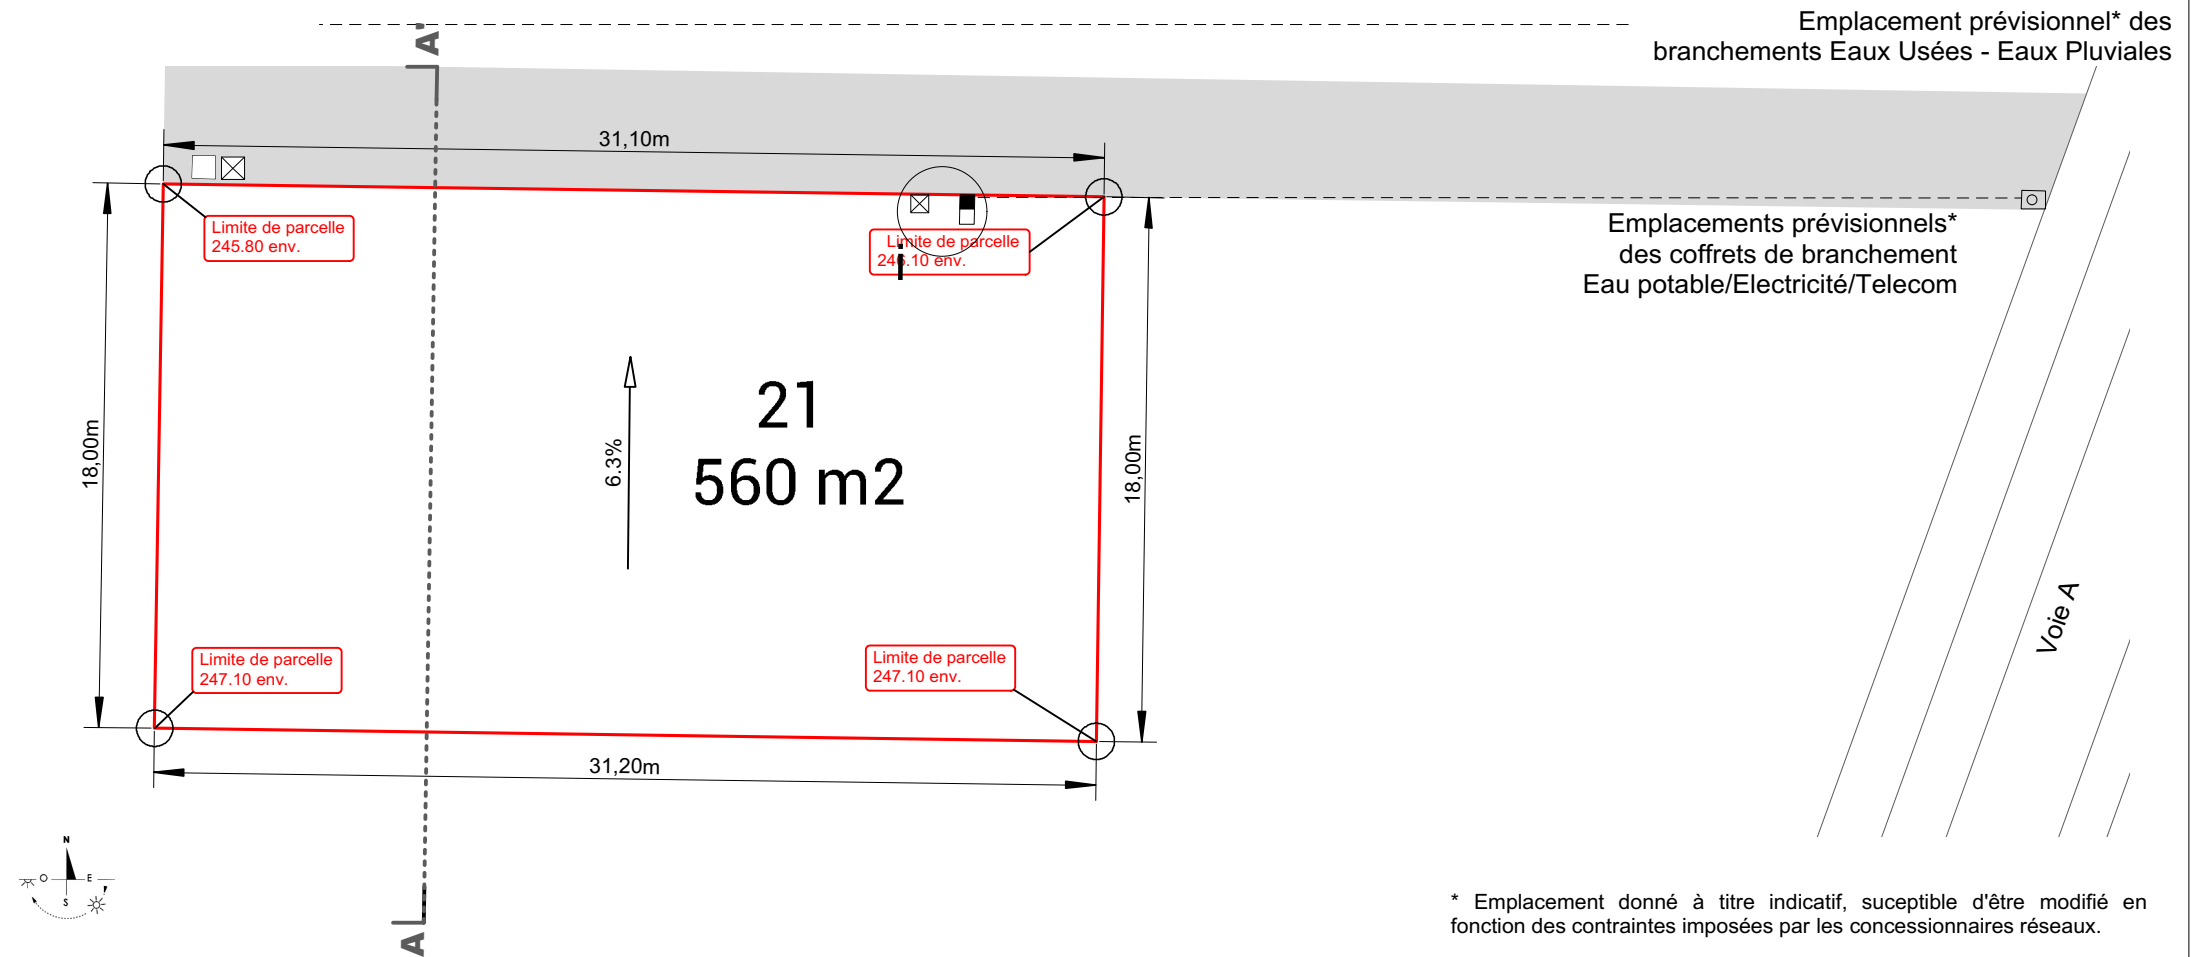 Emplacement prévisionnel* des
branchements Eaux Usées - Eaux Pluviales
A'
31,10m
Limite de parcelle
245.80 env.
Limite de parcelle
246.10 env.
Emplacements prévisionnels*
des coffrets de branchement
Eau potable/Electricité/Telecom
18,00m
6.3%
21
560 m2
18,00m
Voie A
Limite de parcelle
247.10 env.
Limite de parcelle
247.10 env.
31,20m
N
O
E
S
A
* Emplacement donné à titre indicatif, suceptible d'être modifié en
fonction des contraintes imposées par les concessionnaires réseaux.